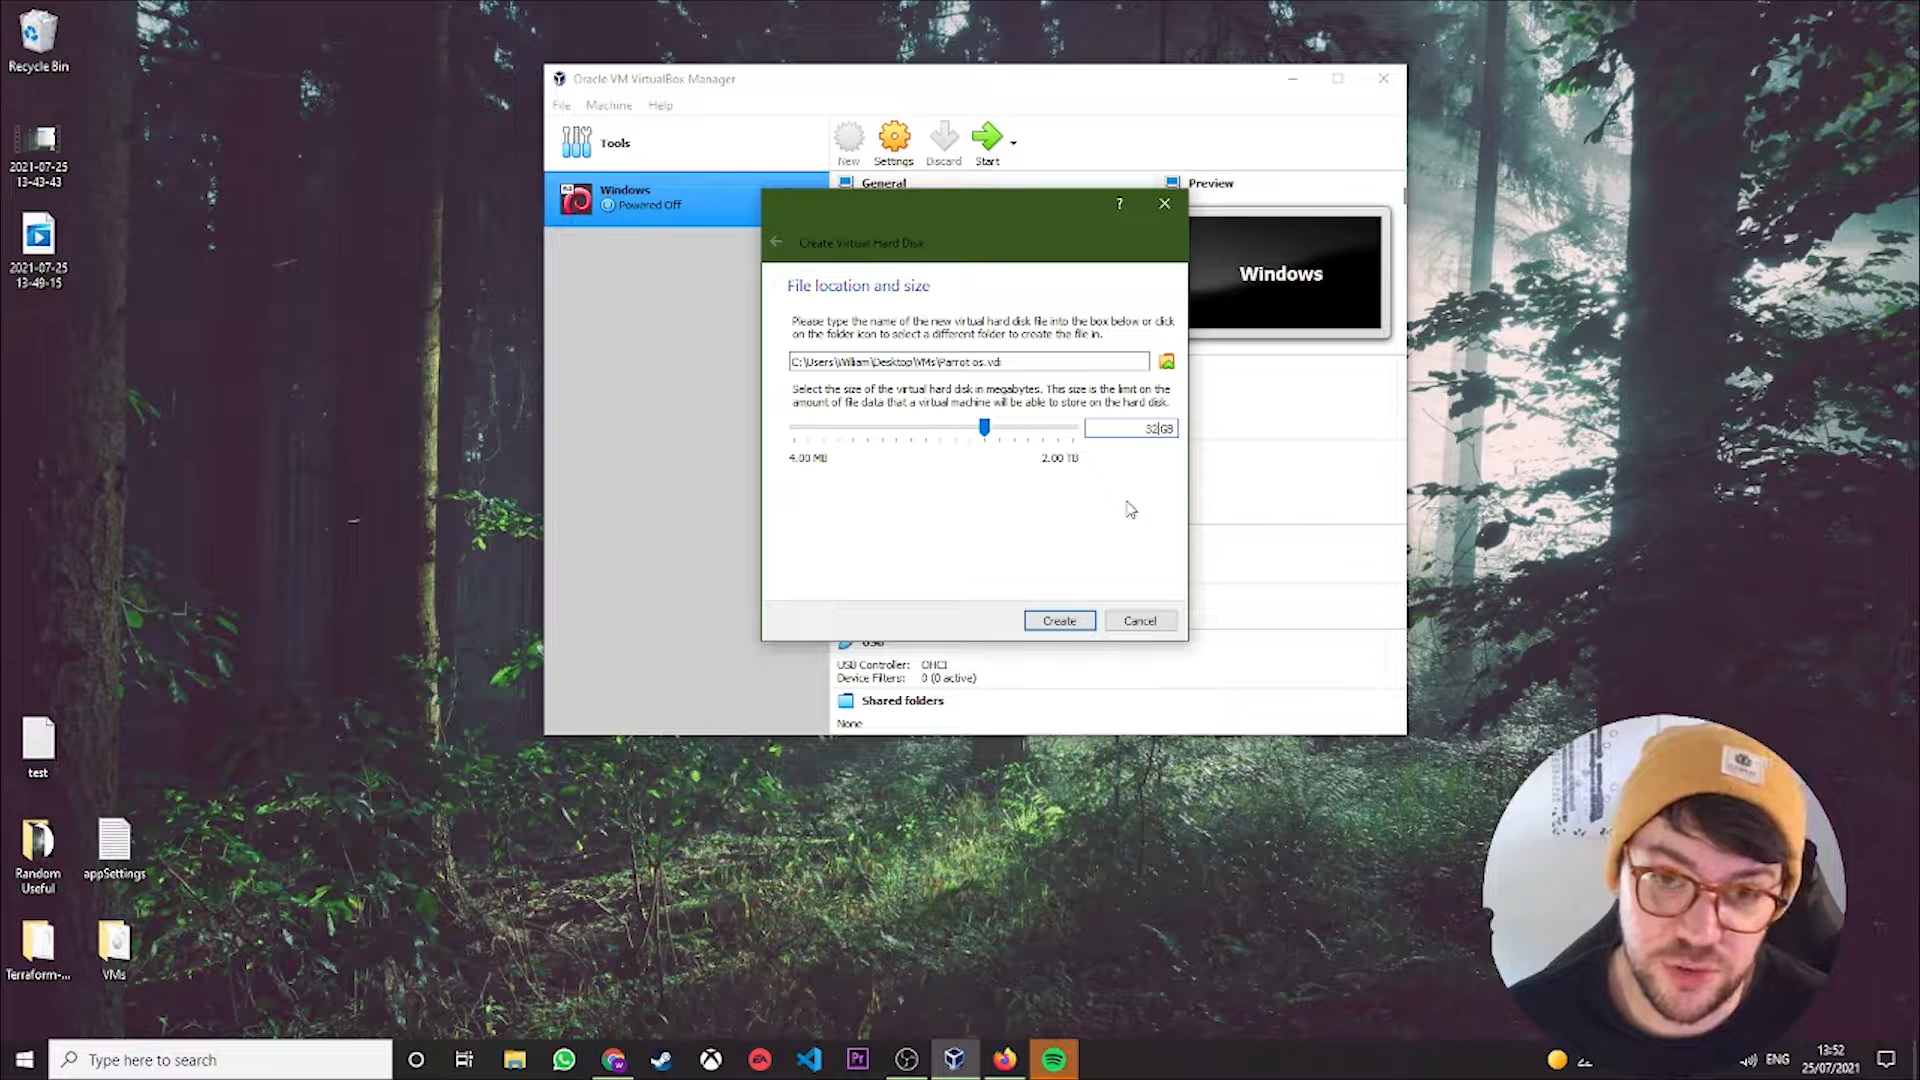 Recycle Bin
2021-07-25
13-43-43
2021-07-25
13-49-15
test
Random
Useful
appSettings
Terraform-...
VMs
Oracle VM VirtualBox Manager
File Machine Help
Tools
New Settings Discard Start
Windows
Powered Off
General
Preview
Windows
Create Virtual Hard Disk
File location and size
Please type the name of the new virtual hard disk file into the box below or click
on the folder icon to select a different folder to create the file in.
C:\Users\William\Desktop\VMs\Parrot os.vdi
Select the size of the virtual hard disk in megabytes. This size is the limit on the
amount of file data that a virtual machine will be able to store on the hard disk.
32 GB
4.00 MB 2.00 TB
Create Cancel
USB
USB Controller: OHCI
Device Filters: 0 (0 active)
Shared folders
None
Type here to search
ENG
13:52
25/07/2021